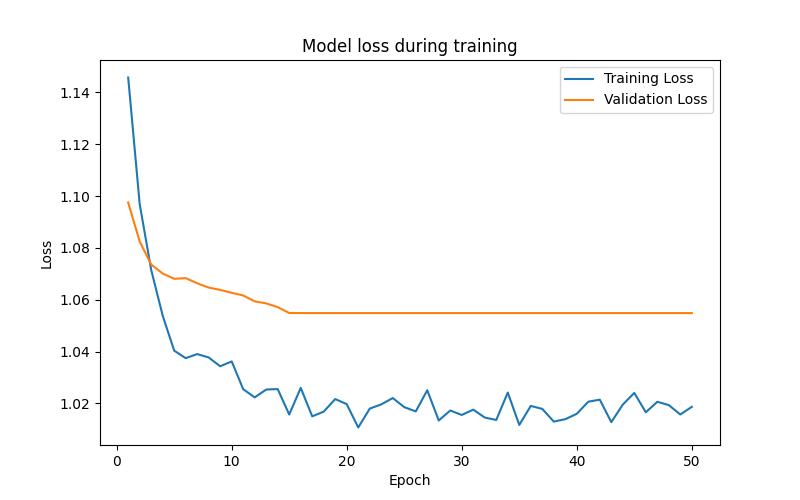 Model loss during training
Training Loss
Validation Loss
1.14
1.12
1.10
1.08
1.06
1.04
1.02
Loss
0
10
20
30
40
50
Epoch